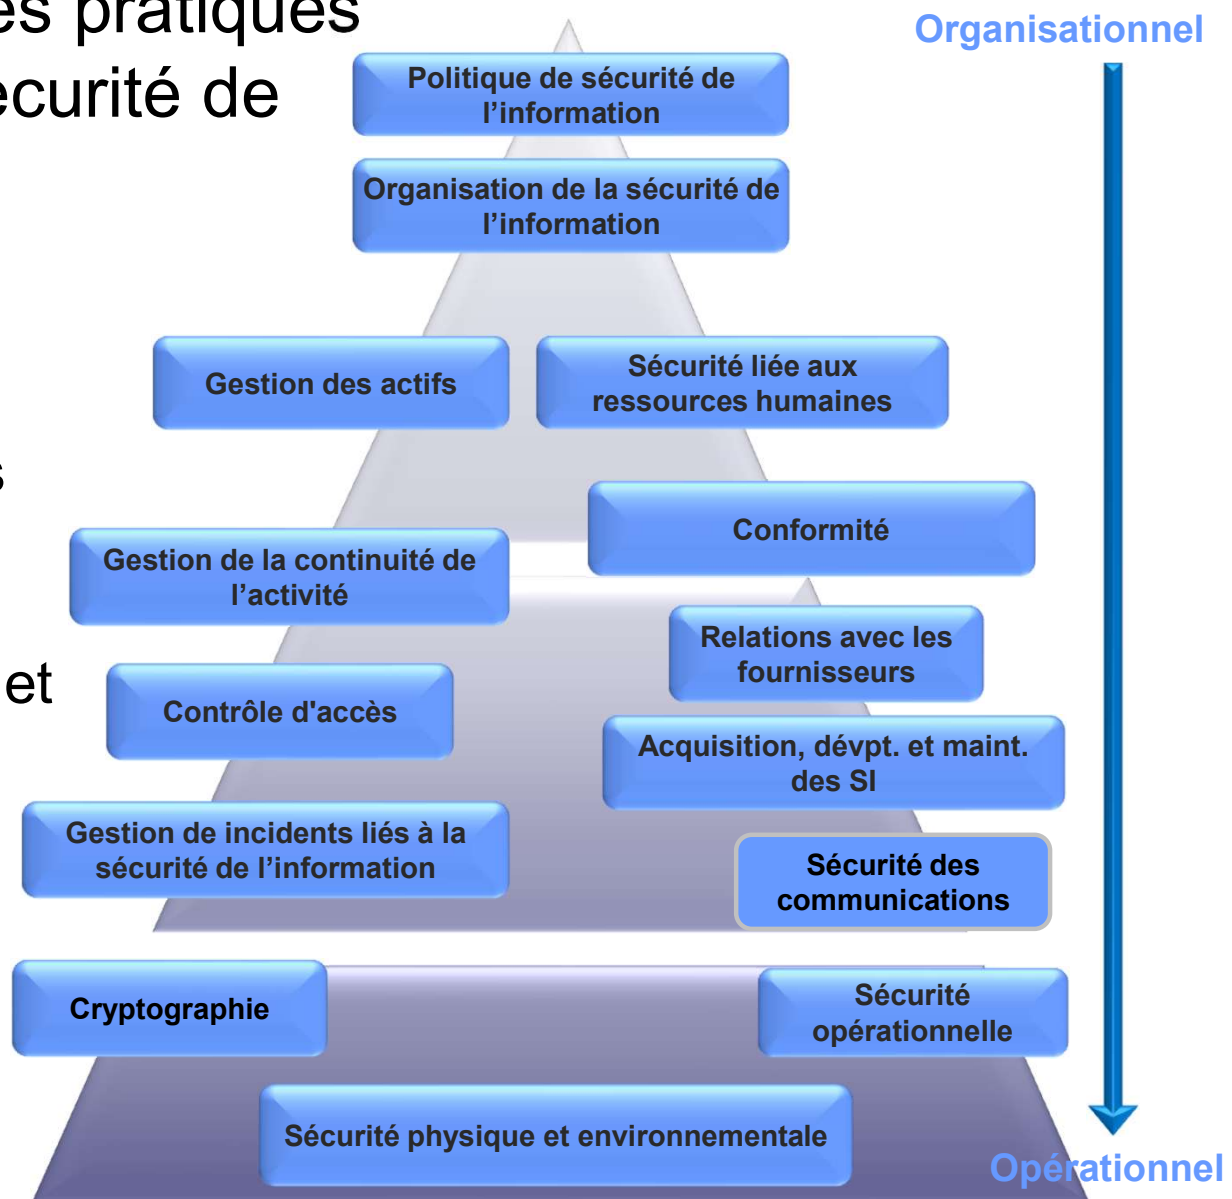 es pratiques
écurité de
s
et
Organisationnel
Politique de sécurité de
l’information
Organisation de la sécurité de
l’information
Gestion des actifs
Sécurité liée aux
ressources humaines
Conformité
Gestion de la continuité de
l’activité
Relations avec les
fournisseurs
Contrôle d'accès
Acquisition, dévpt. et maint.
des SI
Gestion de incidents liés à la
sécurité de l’information
Sécurité des
communications
Cryptographie
Sécurité
opérationnelle
Sécurité physique et environnementale
Opérationnel